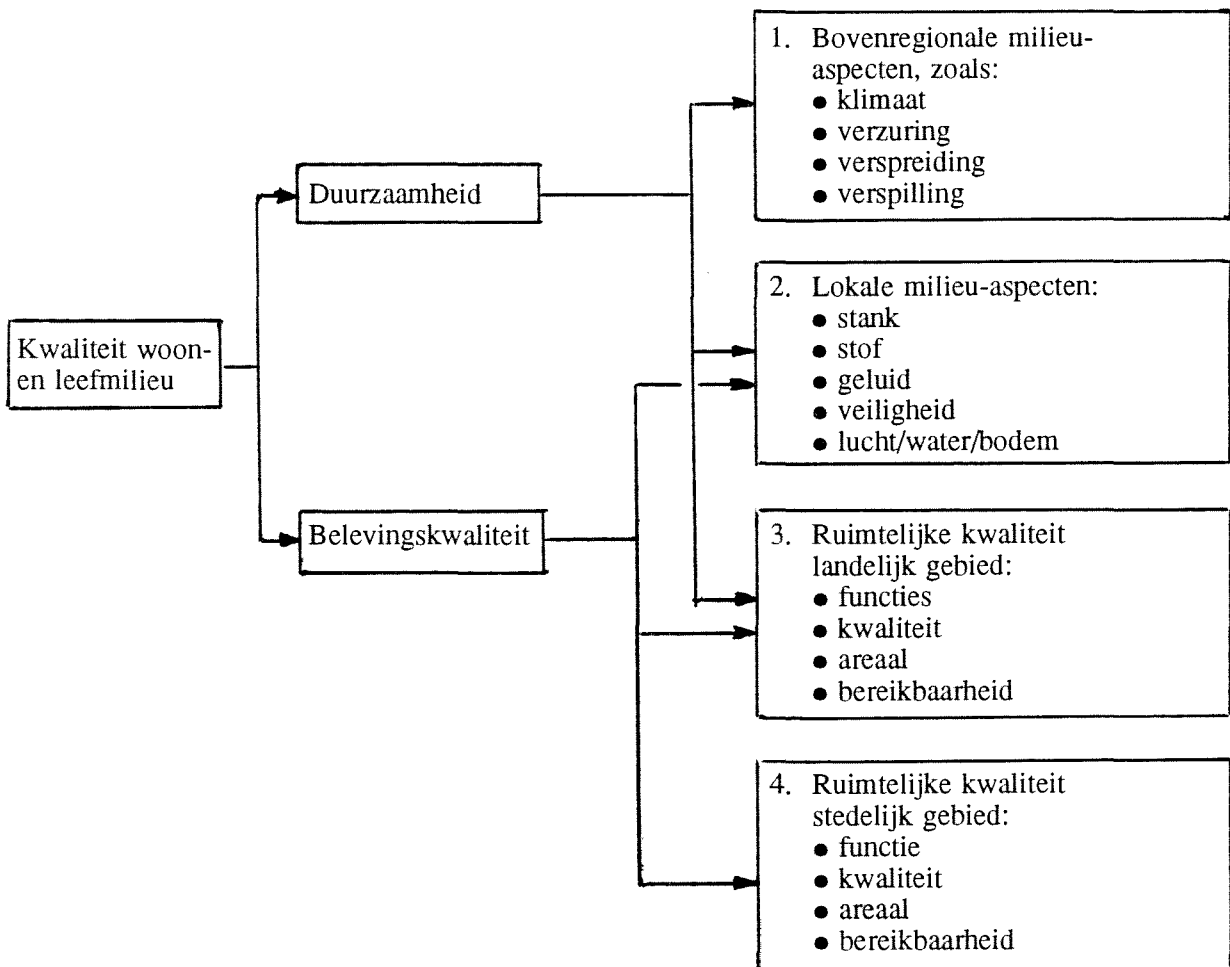 Kwaliteit woon-
en leefmilieu
Duurzaamheid
Belevingskwaliteit
1. Bovenregionale milieu-
aspecten, zoals:
● klimaat
● verzuring
● verspreiding
● verspilling
2. Lokale milieu-aspecten:
● stank
● stof
● geluid
● veiligheid
● lucht/water/bodem
3. Ruimtelijke kwaliteit
landelijk gebied:
● functies
● kwaliteit
● areaal
● bereikbaarheid
4. Ruimtelijke kwaliteit
stedelijk gebied:
● functie
● kwaliteit
● areaal
● bereikbaarheid